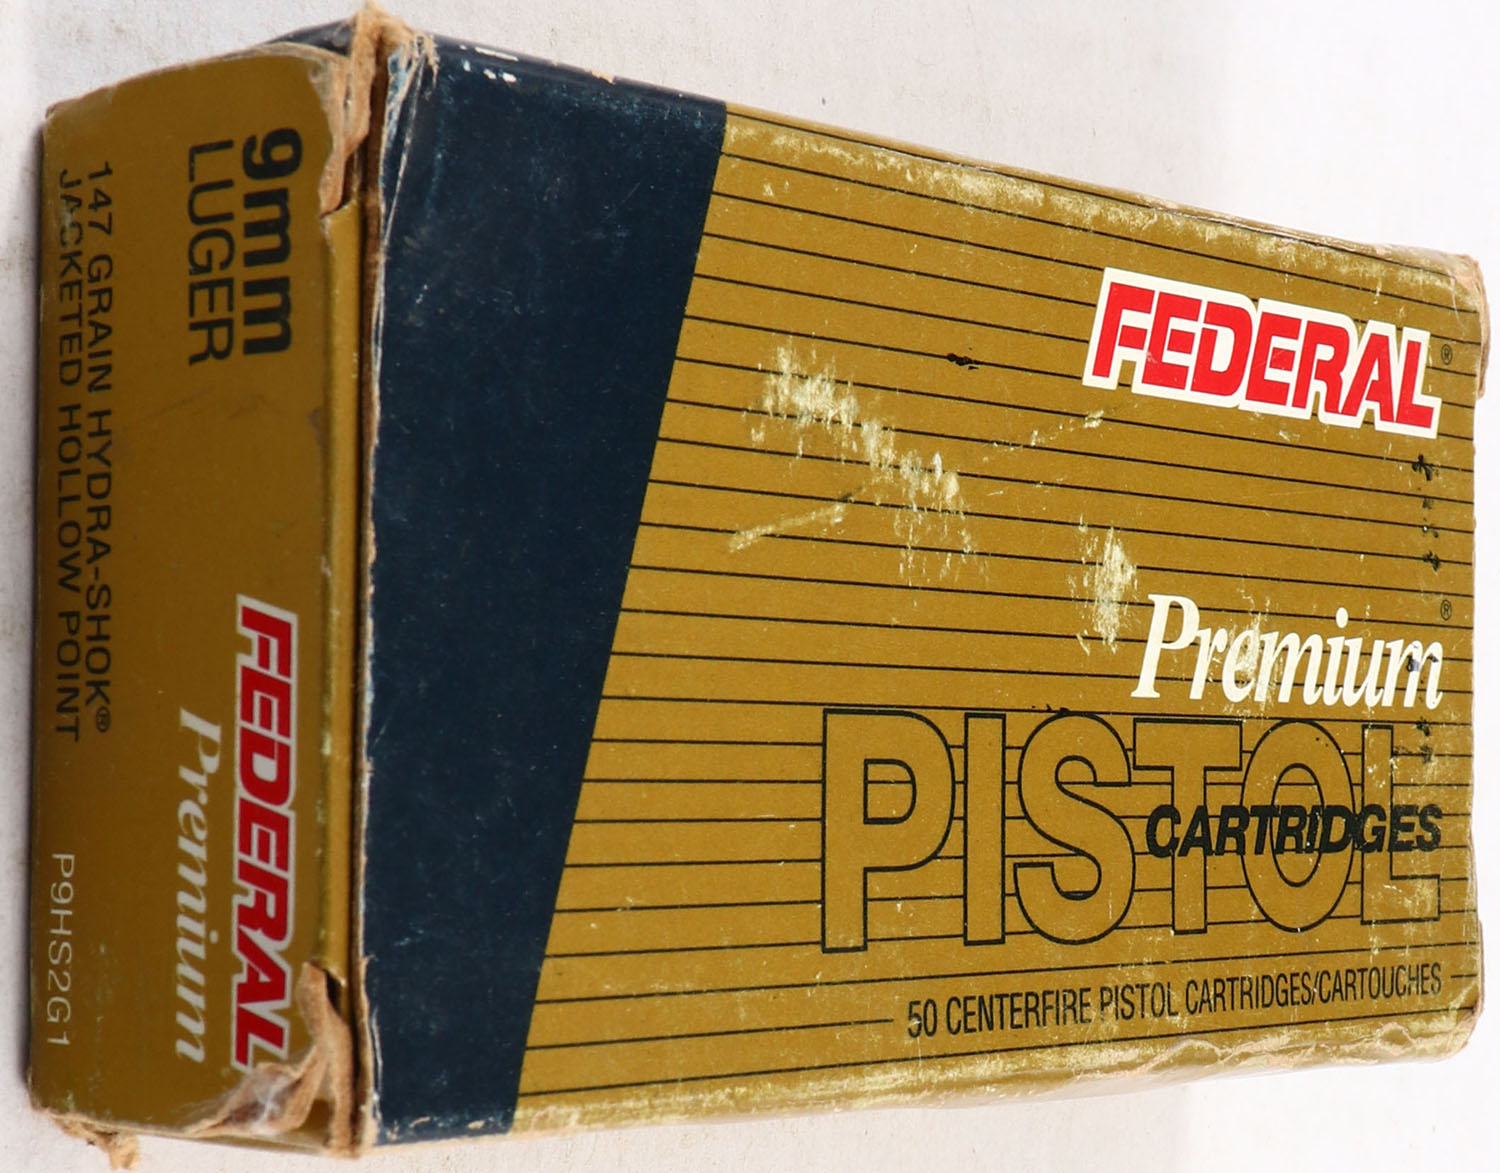 9mm
LUGER
147 GRAIN HYDRA-SHOK®
JACKETED HOLLOW POINT
FEDERAL
Premium
P9HS2G1
FEDERAL®
Premium®
PISTOL
CARTRIDGES
50 CENTERFIRE PISTOL CARTRIDGES/CARTOUCHES